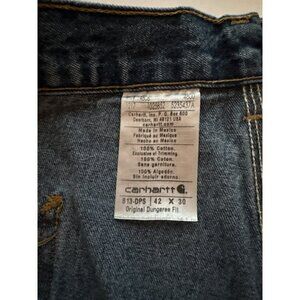 Carhartt, Inc. P.O. Box 600
Dearborn, MI 48121 USA
carhartt.com
Made in Mexico
Fabriqué au Mexique
Hecho en Mexico
100% Cotton.
Exclusive of Trimming
100% Coton.
Sans garniture.
100% Algodón.
Sin incluir adorno.
carhartt
B13-DPS 42 X 30
Original Dungaree Fit